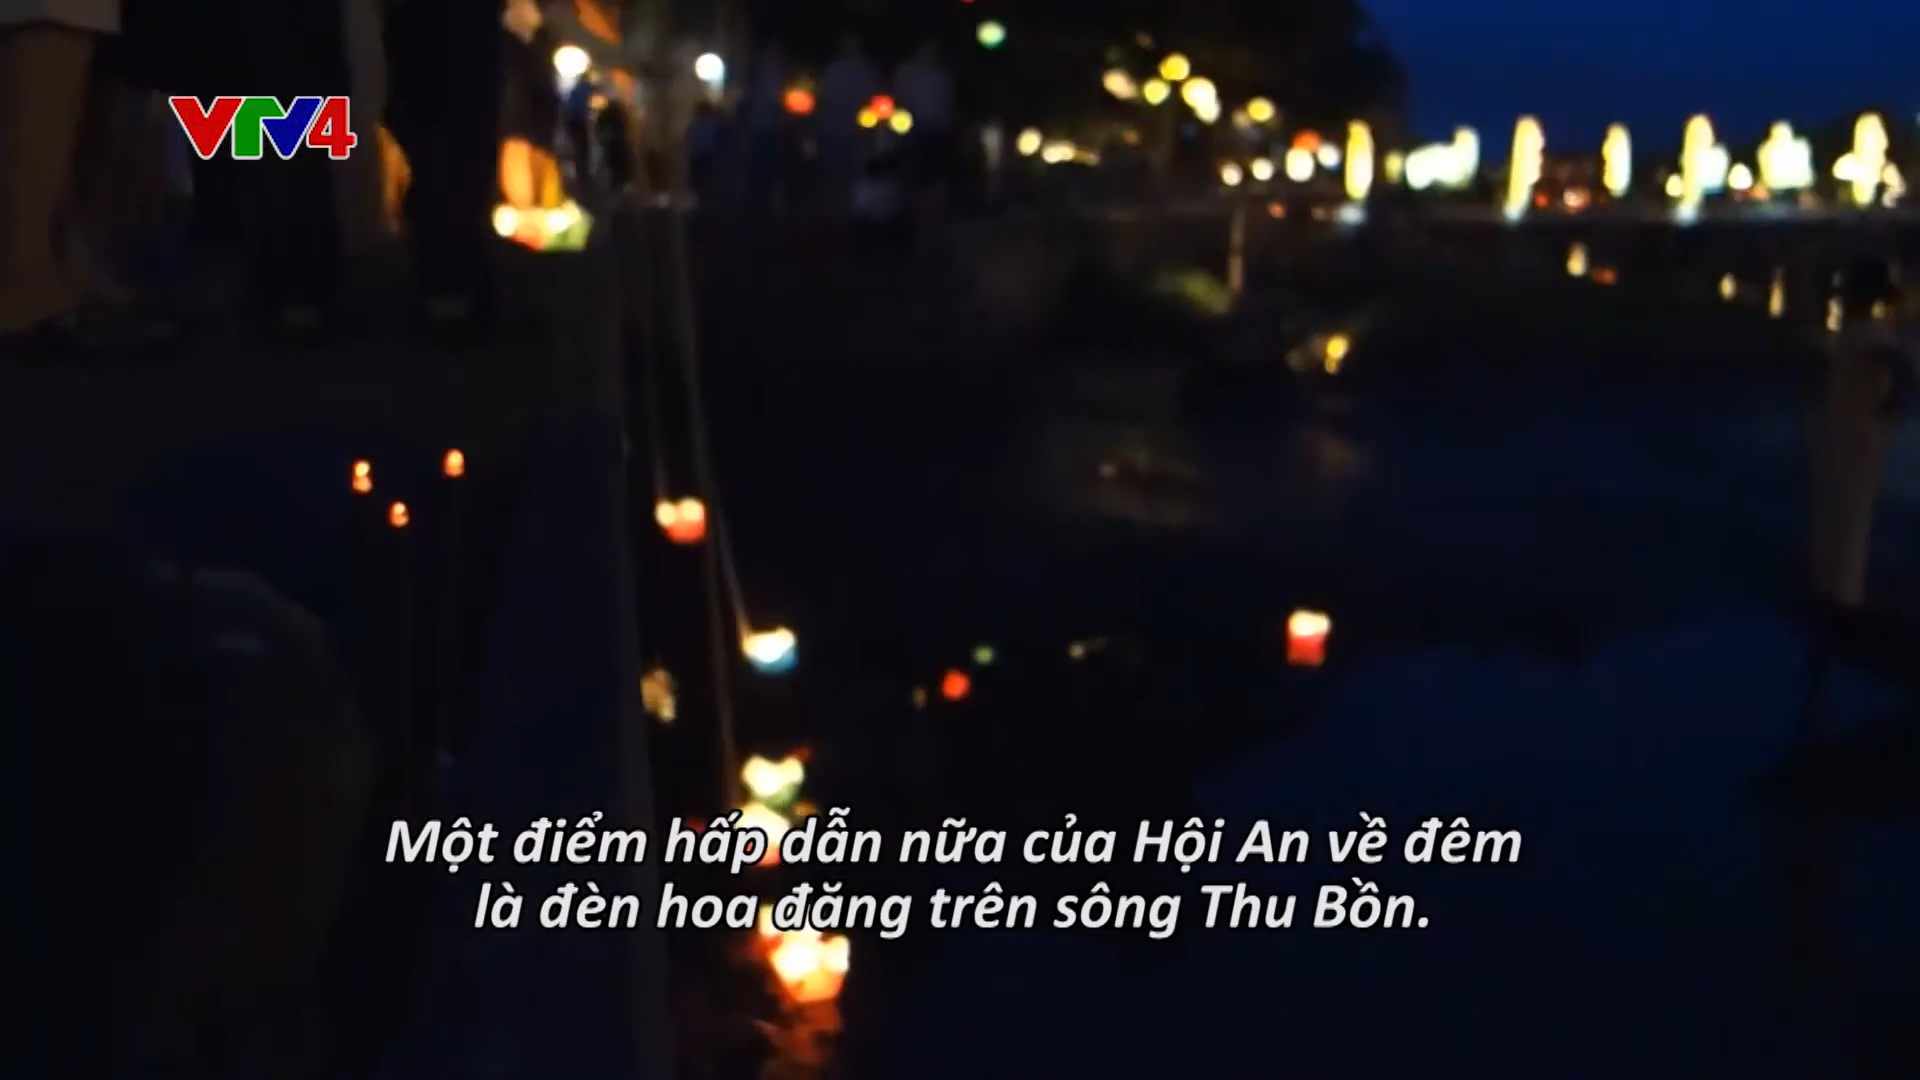 VTV4
Một điểm hấp dẫn nữa của Hội An về đêm
là đèn hoa đăng trên sông Thu Bồn.